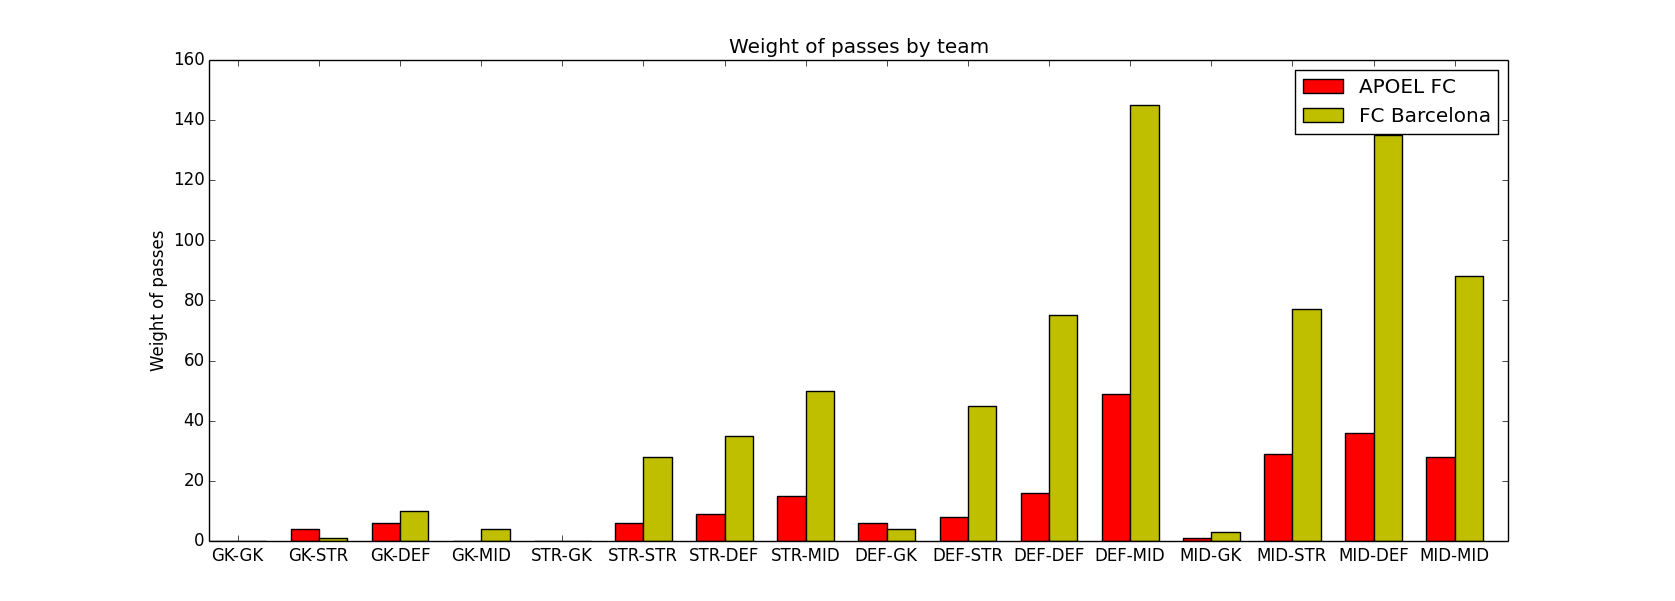 Weight of passes by team
160
140
120
100
80
60
40
20
0
Weight of passes
APOEL FC
FC Barcelona
GK-GK GK-STR GK-DEF GK-MID STR-GK STR-STR STR-DEF STR-MID DEF-GK DEF-STR DEF-DEF DEF-MID MID-GK MID-STR MID-DEF MID-MID